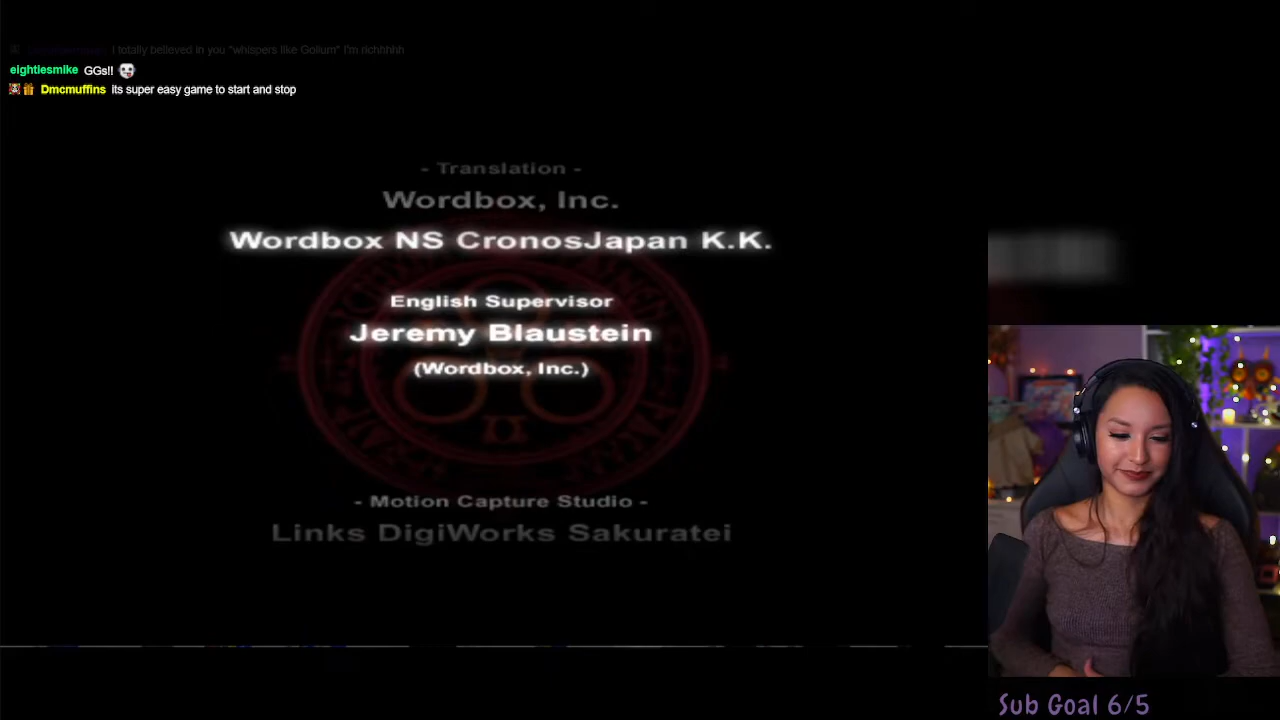 I totally believed in you "whispers like Gollum" I'm richhhhh
eightiesmike GGs!!
Dmcmuffins its super easy game to start and stop
- Translation -
Wordbox, Inc.
Wordbox NS CronosJapan K.K.
English Supervisor
Jeremy Blaustein
(Wordbox, Inc.)
- Motion Capture Studio -
Links DigiWorks Sakuratei
Sub Goal 6/5